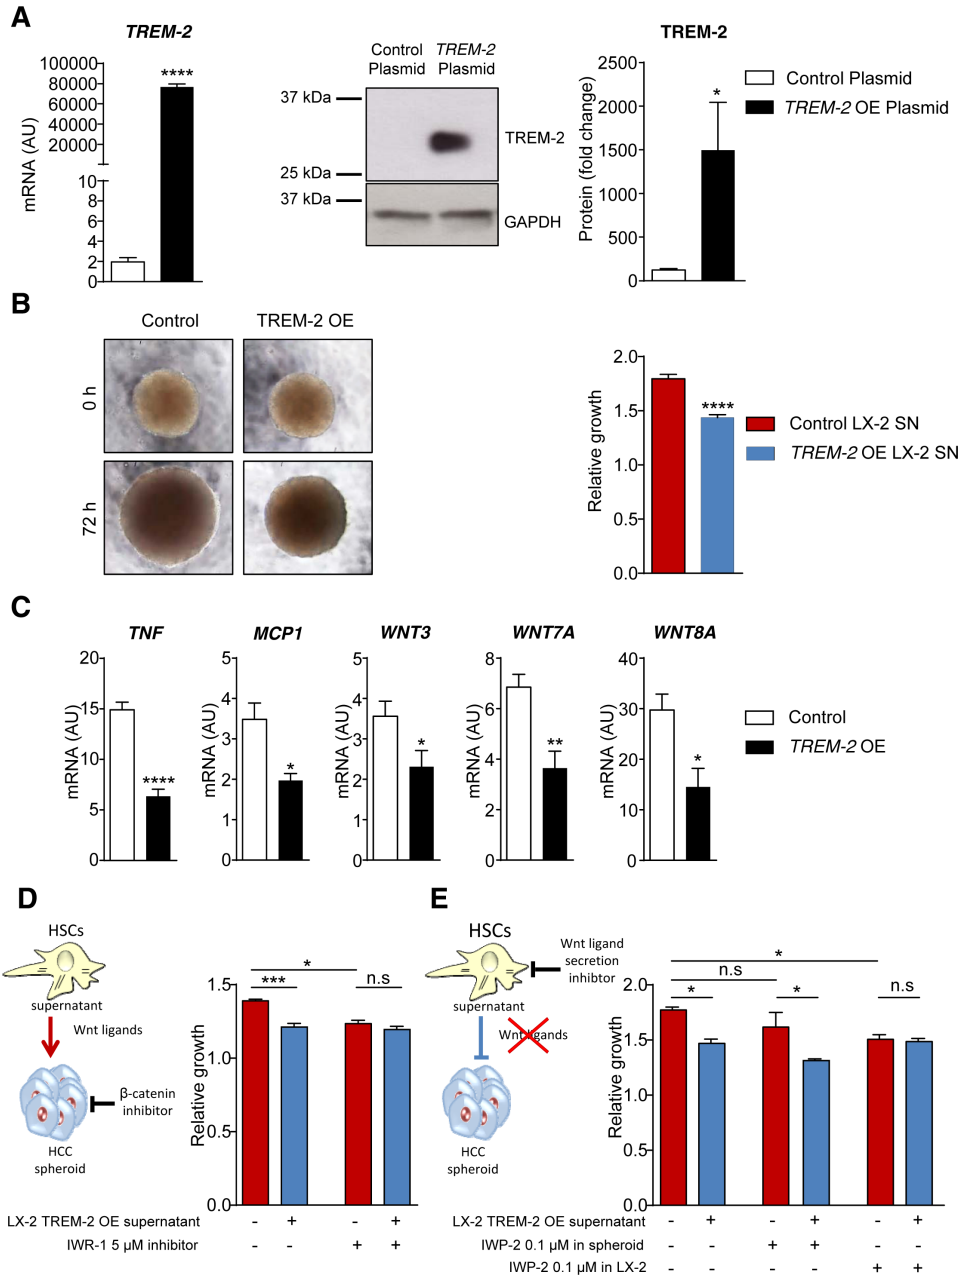 A
TREM-2
mRNA (AU)
100000
80000
60000
40000
20000
10
8
6
4
2
0
****
Control Plasmid
TREM-2 Plasmid
37 kDa
25 kDa
37 kDa
TREM-2
GAPDH
TREM-2
Protein (fold change)
2500
2000
1500
1000
500
0
*
Control Plasmid
TREM-2 OE Plasmid
B
Control
TREM-2 OE
0 h
72 h
Relative growth
2.0
1.5
1.0
0.5
0.0
****
Control LX-2 SN
TREM-2 OE LX-2 SN
C
TNF
mRNA (AU)
20
15
10
5
0
****
MCP1
mRNA (AU)
5
4
3
2
1
0
*
WNT3
mRNA (AU)
5
4
3
2
1
0
*
WNT7A
mRNA (AU)
8
6
4
2
0
**
WNT8A
mRNA (AU)
40
30
20
10
0
*
Control
TREM-2 OE
D
HSCs
supernatant
Wnt ligands
β-catenin
inhibitor
HCC
spheroid
Relative growth
1.5
1.0
0.5
0.0
*
***
n.s
LX-2 TREM-2 OE supernatant - + - +
IWR-1 5 µM inhibitor - - + +
E
HSCs
Wnt ligand
secretion
inhibtor
supernatant
Wnt ligands
HCC
spheroid
Relative growth
2.0
1.5
1.0
0.5
0.0
*
n.s
*
*
n.s
LX-2 TREM-2 OE supernatant - + - + - +
IWP-2 0.1 µM in spheroid - - + + - -
IWP-2 0.1 µM in LX-2 - - - - + +